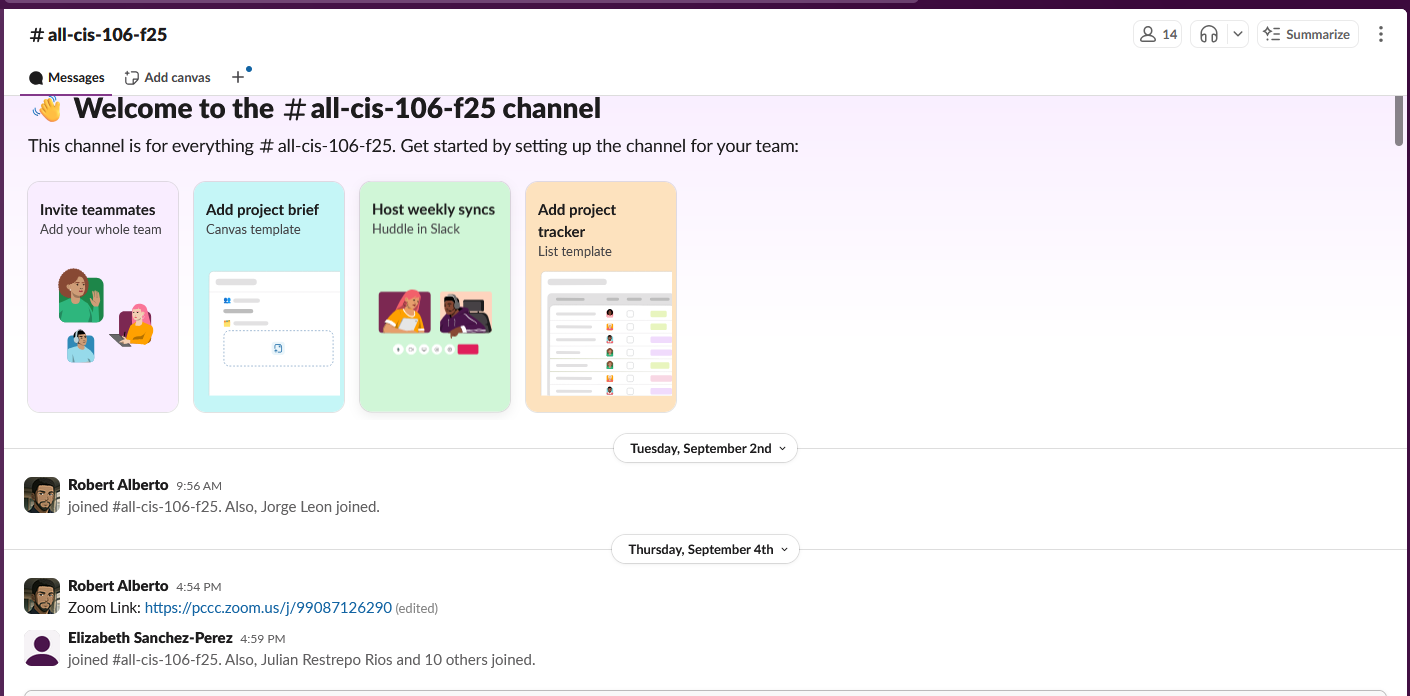 # all-cis-106-f25
14
Summarize
Messages
Add canvas
Welcome to the # all-cis-106-f25 channel
This channel is for everything # all-cis-106-f25. Get started by setting up the channel for your team:
Invite teammates
Add your whole team
Add project brief
Canvas template
Host weekly syncs
Huddle in Slack
Add project
tracker
List template
Tuesday, September 2nd
Robert Alberto 9:56 AM
joined #all-cis-106-f25. Also, Jorge Leon joined.
Thursday, September 4th
Robert Alberto 4:54 PM
Zoom Link: https://pccc.zoom.us/j/99087126290 (edited)
Elizabeth Sanchez-Perez 4:59 PM
joined #all-cis-106-f25. Also, Julian Restrepo Rios and 10 others joined.